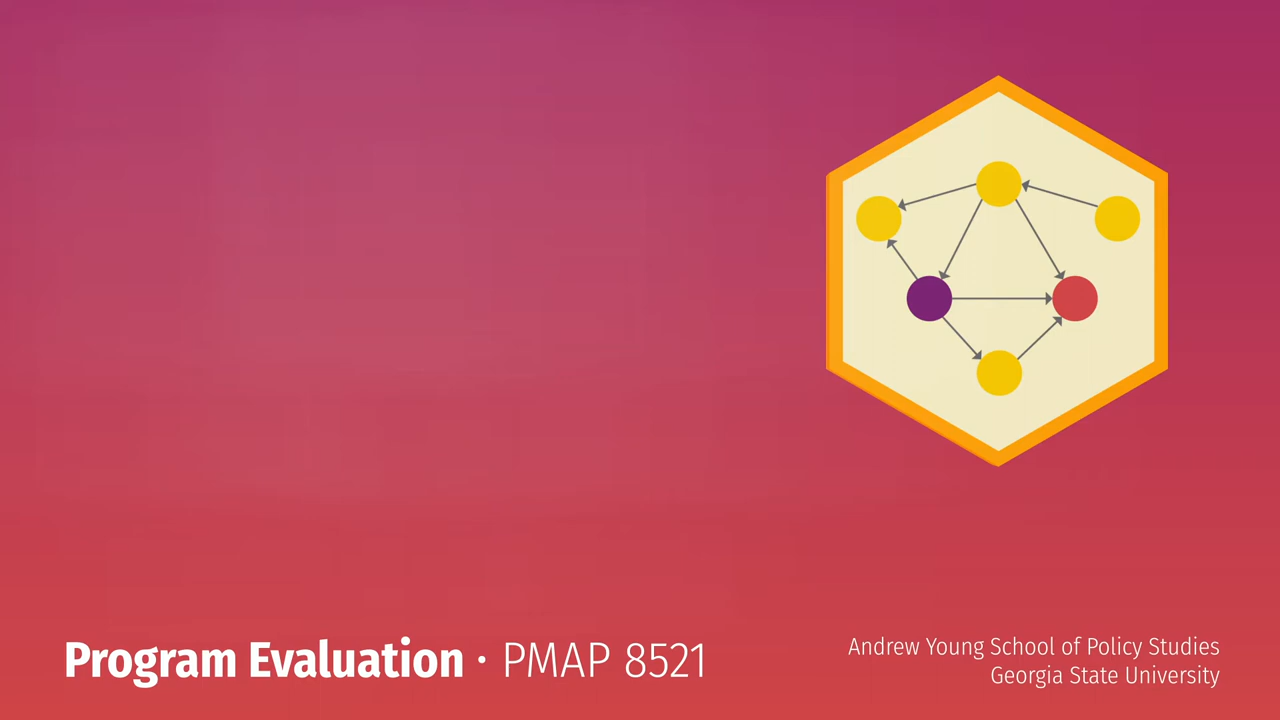 Program Evaluation · PMAP 8521
Andrew Young School of Policy Studies
Georgia State University